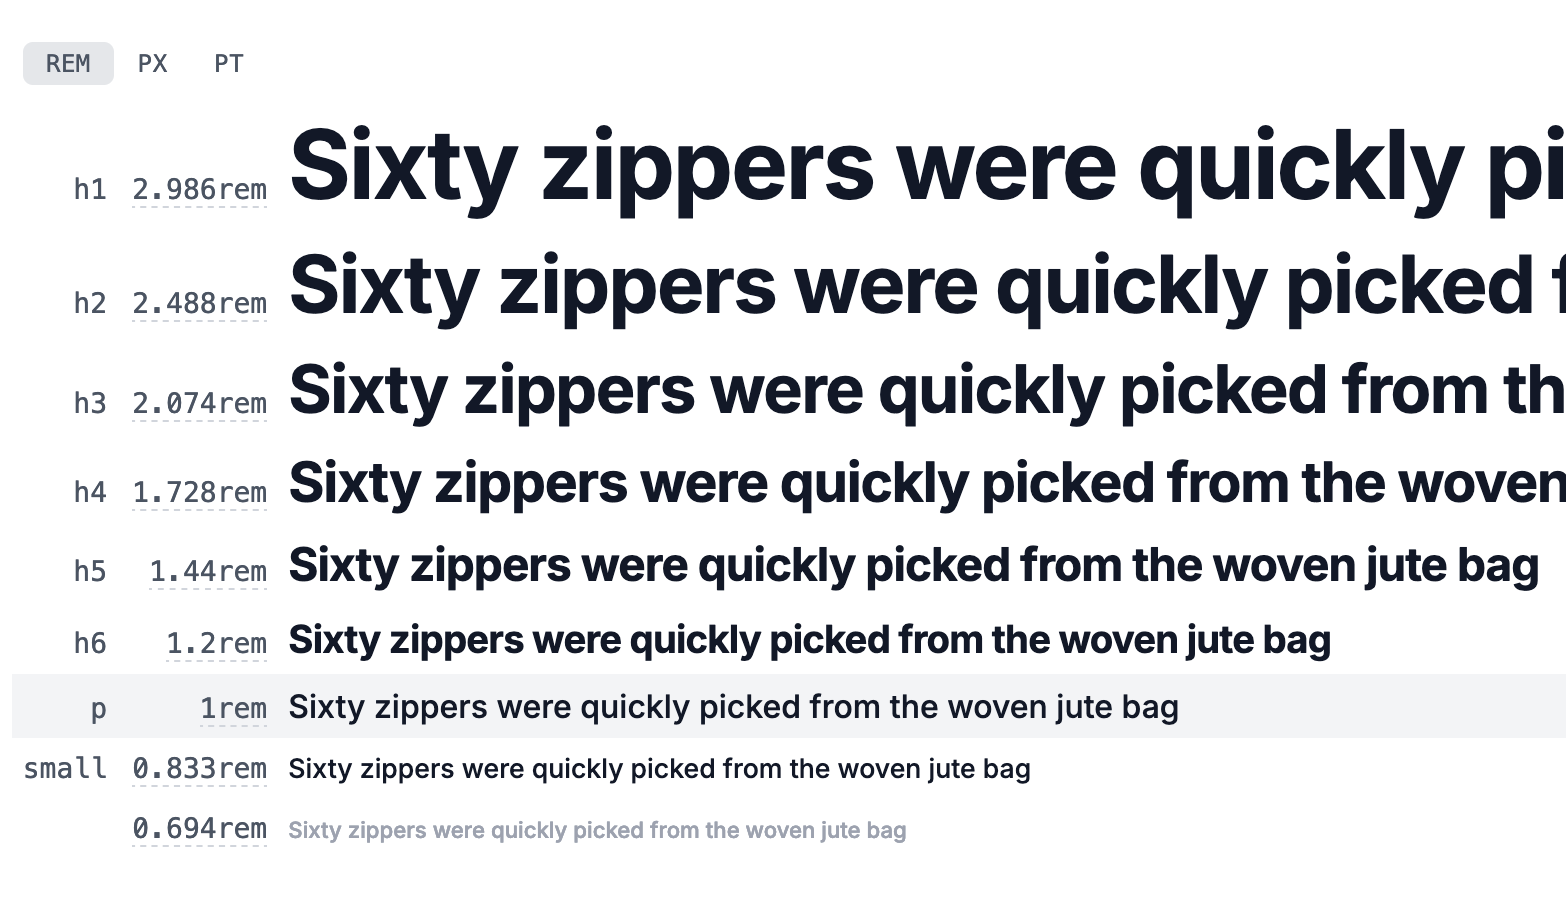 REM PX PT
h1 2.986rem Sixty zippers were quickly pi
h2 2.488rem Sixty zippers were quickly picked f
h3 2.074rem Sixty zippers were quickly picked from th
h4 1.728rem Sixty zippers were quickly picked from the woven
h5 1.44rem Sixty zippers were quickly picked from the woven jute bag
h6 1.2rem Sixty zippers were quickly picked from the woven jute bag
p 1rem Sixty zippers were quickly picked from the woven jute bag
small 0.833rem Sixty zippers were quickly picked from the woven jute bag
0.694rem Sixty zippers were quickly picked from the woven jute bag